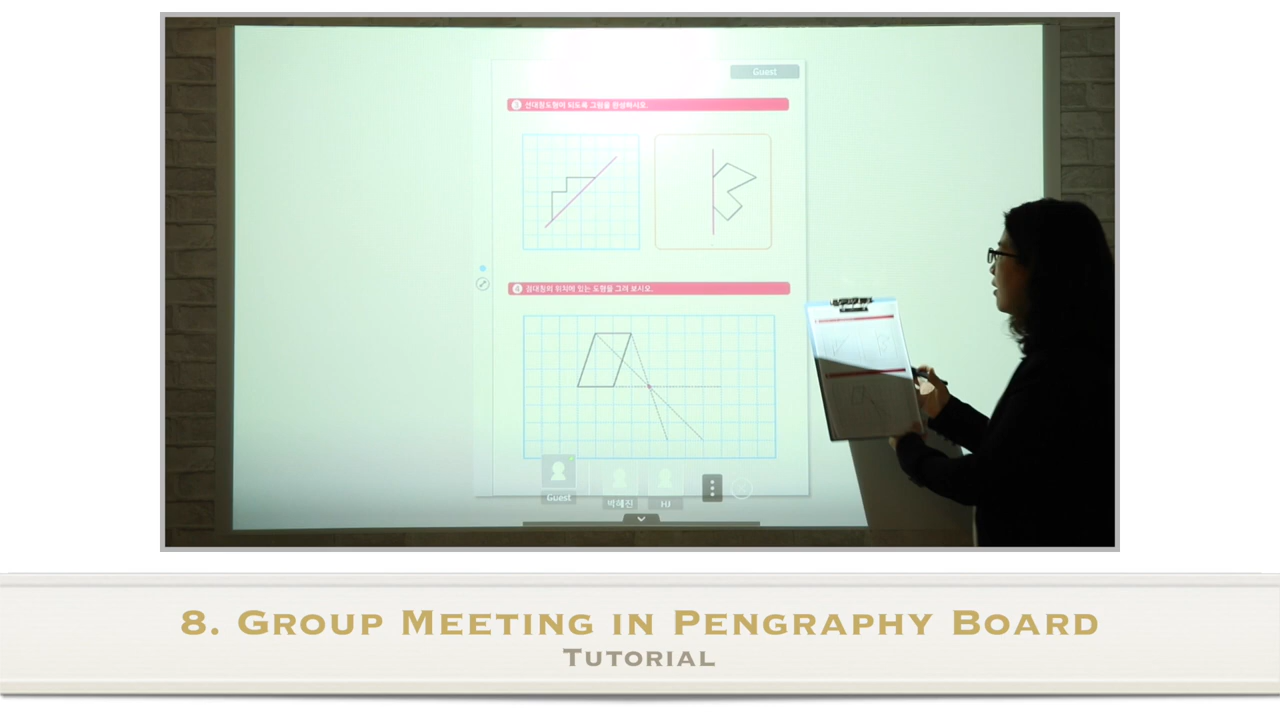 Guest
3 선대칭도형이 되도록 그림을 완성하시오.
4 점대칭의 위치에 있는 도형을 그려 보시오.
Guest 박혜진 HJ
8. Group Meeting in Pengraphy Board
Tutorial